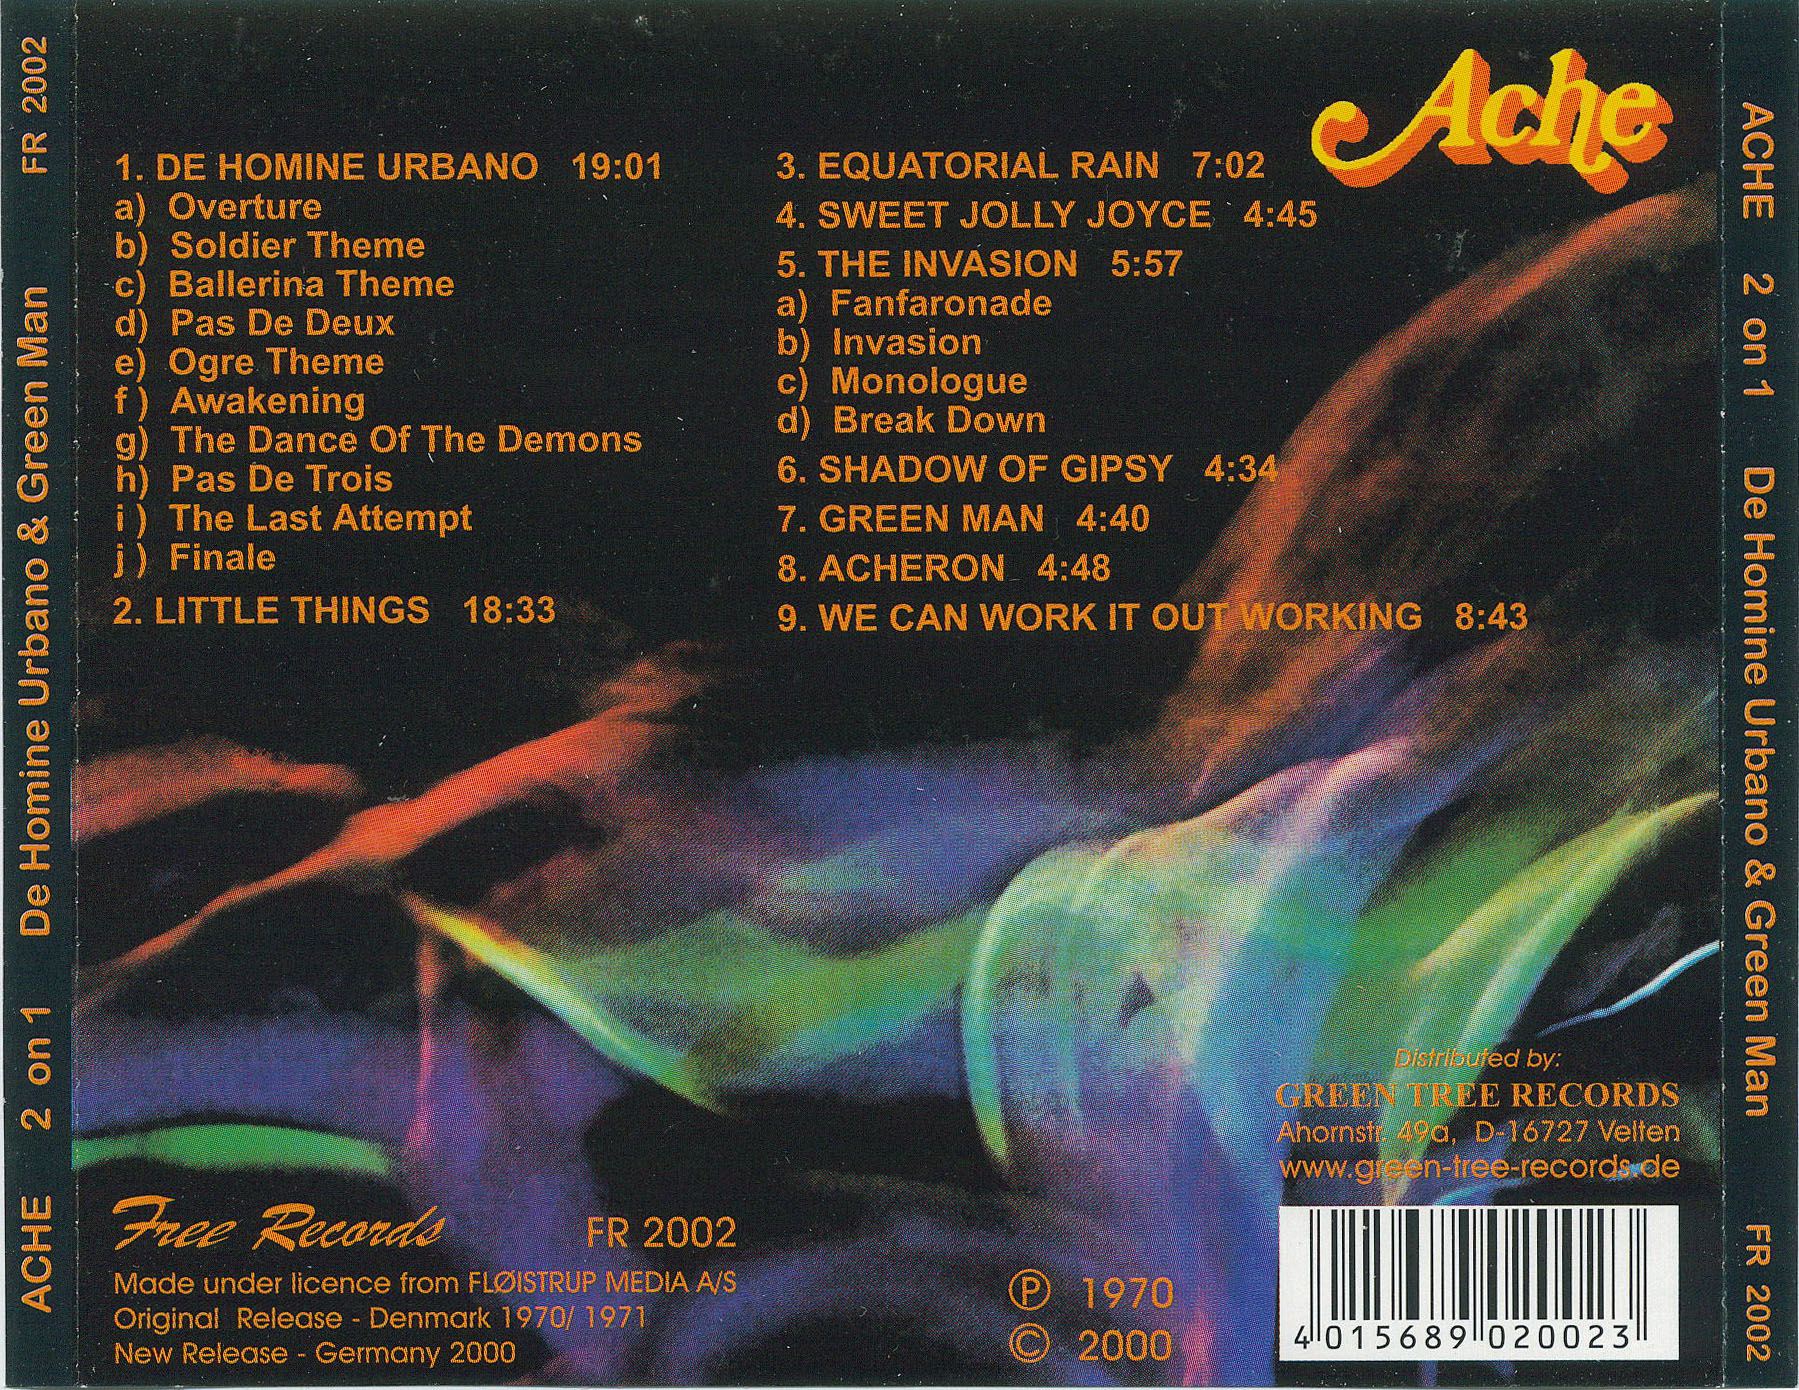 ACHE 2 on 1 De Homine Urbano & Green Man FR 2002
Ache
1. DE HOMINE URBANO 19:01
a) Overture
b) Soldier Theme
c) Ballerina Theme
d) Pas De Deux
e) Ogre Theme
f ) Awakening
g) The Dance Of The Demons
h) Pas De Trois
i ) The Last Attempt
j ) Finale
2. LITTLE THINGS 18:33
3. EQUATORIAL RAIN 7:02
4. SWEET JOLLY JOYCE 4:45
5. THE INVASION 5:57
a) Fanfaronade
b) Invasion
c) Monologue
d) Break Down
6. SHADOW OF GIPSY 4:34
7. GREEN MAN 4:40
8. ACHERON 4:48
9. WE CAN WORK IT OUT WORKING 8:43
Distributed by:
GREEN TREE RECORDS
Ahornstr. 49a, D-16727 Velten
www.green-tree-records.de
Free Records FR 2002
Made under licence from FLØISTRUP MEDIA A/S
Original Release - Denmark 1970/ 1971
New Release - Germany 2000
℗ 1970
© 2000
4 015689 020023
ACHE 2 on 1 De Homine Urbano & Green Man FR 2002